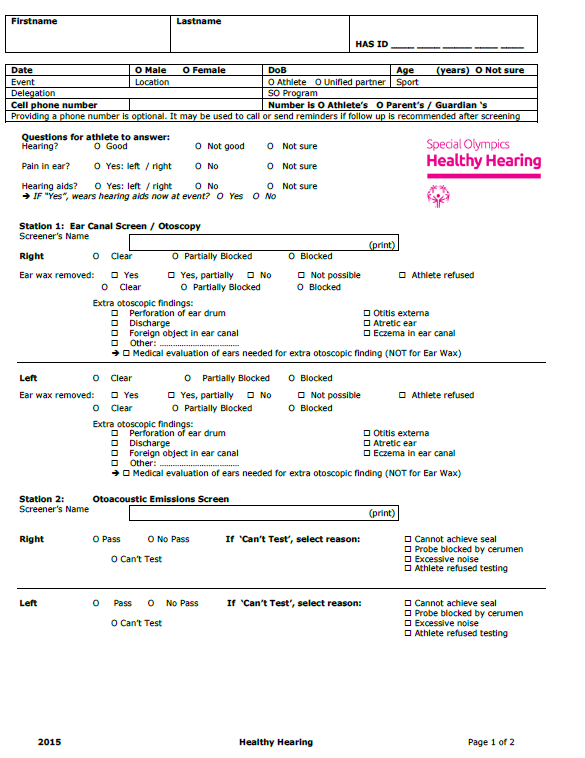 Firstname Lastname
HAS ID ____ ____ _____ ____ ____
Date O Male O Female DoB Age (years) O Not sure
Event Location O Athlete O Unified partner Sport
Delegation SO Program
Cell phone number Number is O Athlete's O Parent's / Guardian 's
Providing a phone number is optional. It may be used to call or send reminders if follow up is recommended after screening
Questions for athlete to answer:
Hearing? O Good O Not good O Not sure
Special Olympics
Healthy Hearing
Pain in ear? O Yes: left / right O No O Not sure
Hearing aids? O Yes: left / right O No O Not sure
➔ IF "Yes", wears hearing aids now at event? O Yes O No
Station 1: Ear Canal Screen / Otoscopy
Screener's Name (print)
Right O Clear O Partially Blocked O Blocked
Ear wax removed: □ Yes □ Yes, partially □ No □ Not possible □ Athlete refused
O Clear O Partially Blocked O Blocked
Extra otoscopic findings:
□ Perforation of ear drum □ Otitis externa
□ Discharge □ Atretic ear
□ Foreign object in ear canal □ Eczema in ear canal
□ Other: ................................
➔ □ Medical evaluation of ears needed for extra otoscopic finding (NOT for Ear Wax)
Left O Clear O Partially Blocked O Blocked
Ear wax removed: □ Yes □ Yes, partially □ No □ Not possible □ Athlete refused
O Clear O Partially Blocked O Blocked
Extra otoscopic findings:
□ Perforation of ear drum □ Otitis externa
□ Discharge □ Atretic ear
□ Foreign object in ear canal □ Eczema in ear canal
□ Other: ................................
➔ □ Medical evaluation of ears needed for extra otoscopic finding (NOT for Ear Wax)
Station 2: Otoacoustic Emissions Screen
Screener's Name (print)
Right O Pass O No Pass If 'Can't Test', select reason: □ Cannot achieve seal
□ Probe blocked by cerumen
O Can't Test □ Excessive noise
□ Athlete refused testing
Left O Pass O No Pass If 'Can't Test', select reason: □ Cannot achieve seal
□ Probe blocked by cerumen
O Can't Test □ Excessive noise
□ Athlete refused testing
2015 Healthy Hearing Page 1 of 2